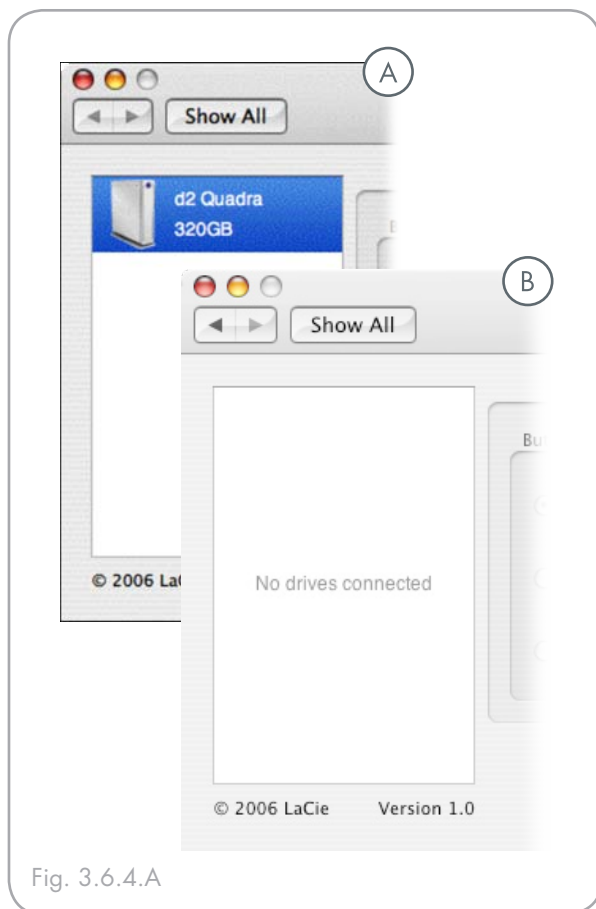 A
Show All
d2 Quadra
320GB
© 2006
B
Show All
No drives connected
© 2006 LaCie Version 1.0
Fig. 3.6.4.A